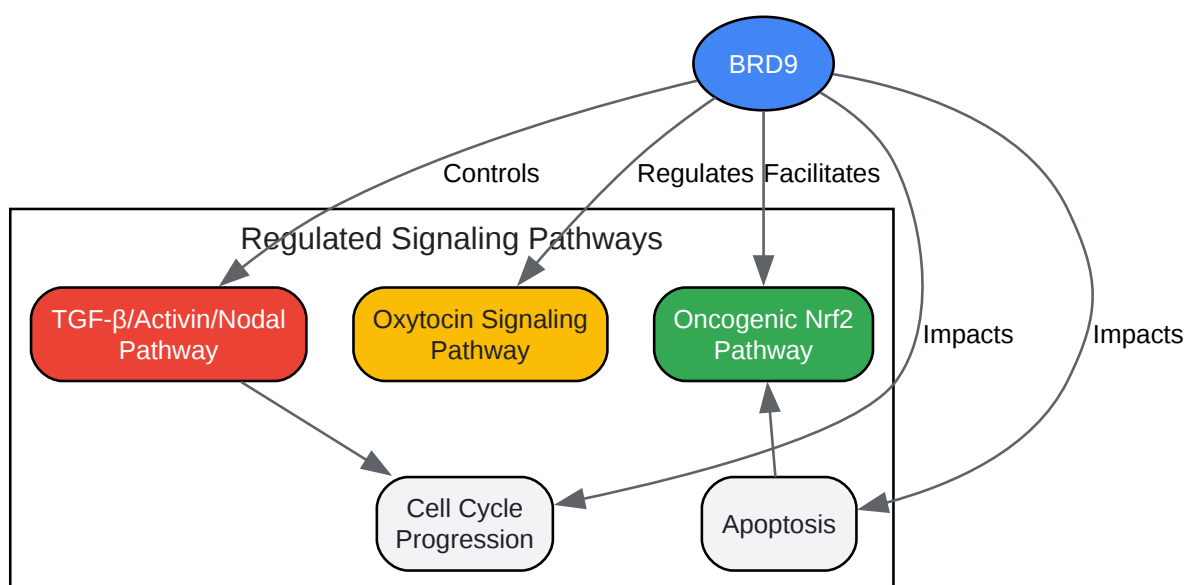 BRD9
Controls
Regulates
Facilitates
Regulated Signaling Pathways
TGF-β/Activin/Nodal
Pathway
Oxytocin Signaling
Pathway
Oncogenic Nrf2
Pathway
Impacts
Impacts
Cell Cycle
Progression
Apoptosis